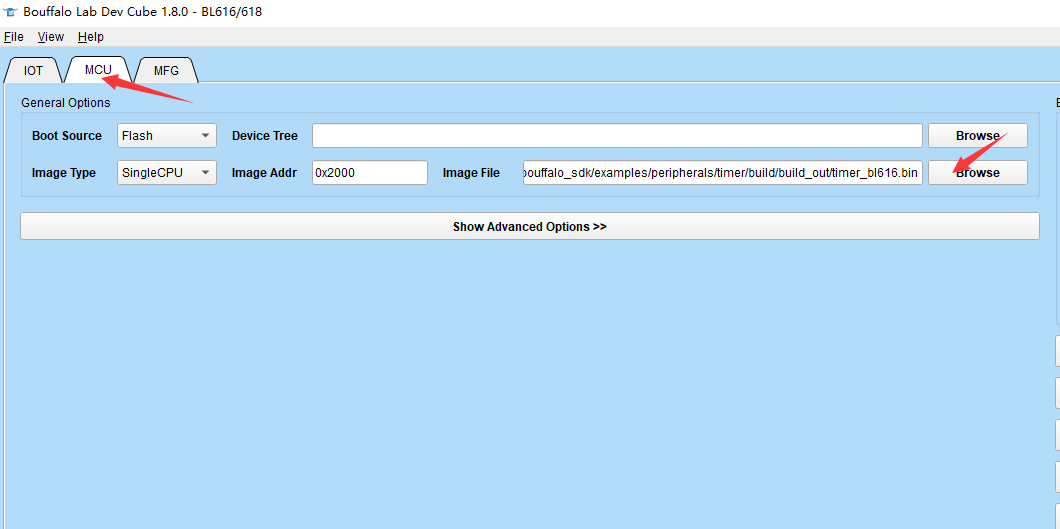 Bouffalo Lab Dev Cube 1.8.0 - BL616/618
File View Help
IOT MCU MFG
General Options
Boot Source Flash Device Tree Browse
Image Type SingleCPU Image Addr 0x2000 Image File bouffalo_sdk/examples/peripherals/timer/build/build_out/timer_bl616.bin Browse
Show Advanced Options >>